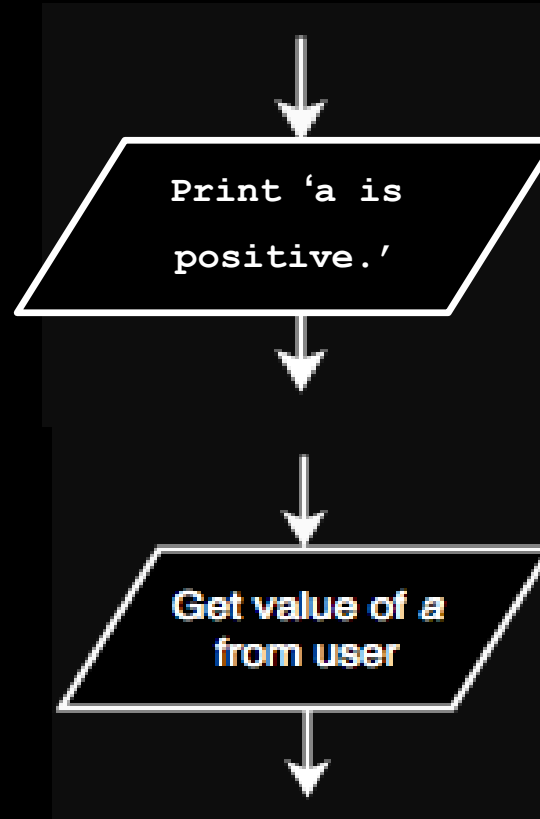 Print ‘a is
positive.’
Get value of a
from user